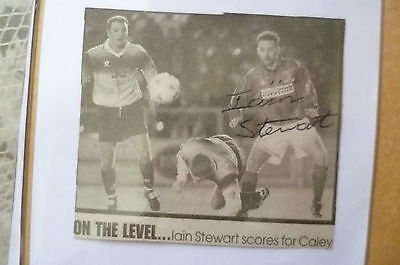 Iain
Stewart
ON THE LEVEL...Iain Stewart scores for Caley